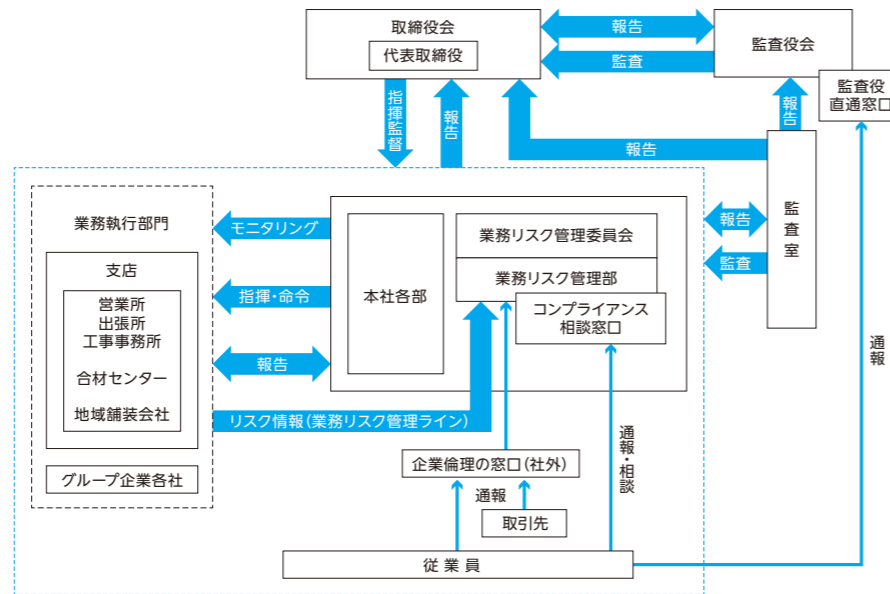 取締役会
代表取締役
報告
監査
監査役会
監査役
直通窓口
指揮監督
報告
報告
報告
業務執行部門
モニタリング
業務リスク管理委員会
報告
監査室
支店
本社各部
業務リスク管理部
監査
営業所
出張所
工事事務所
指揮・命令
コンプライアンス
相談窓口
合材センター
報告
通報
地域舗装会社
リスク情報(業務リスク管理ライン)
グループ企業各社
企業倫理の窓口(社外)
通報・相談
通報
取引先
従業員